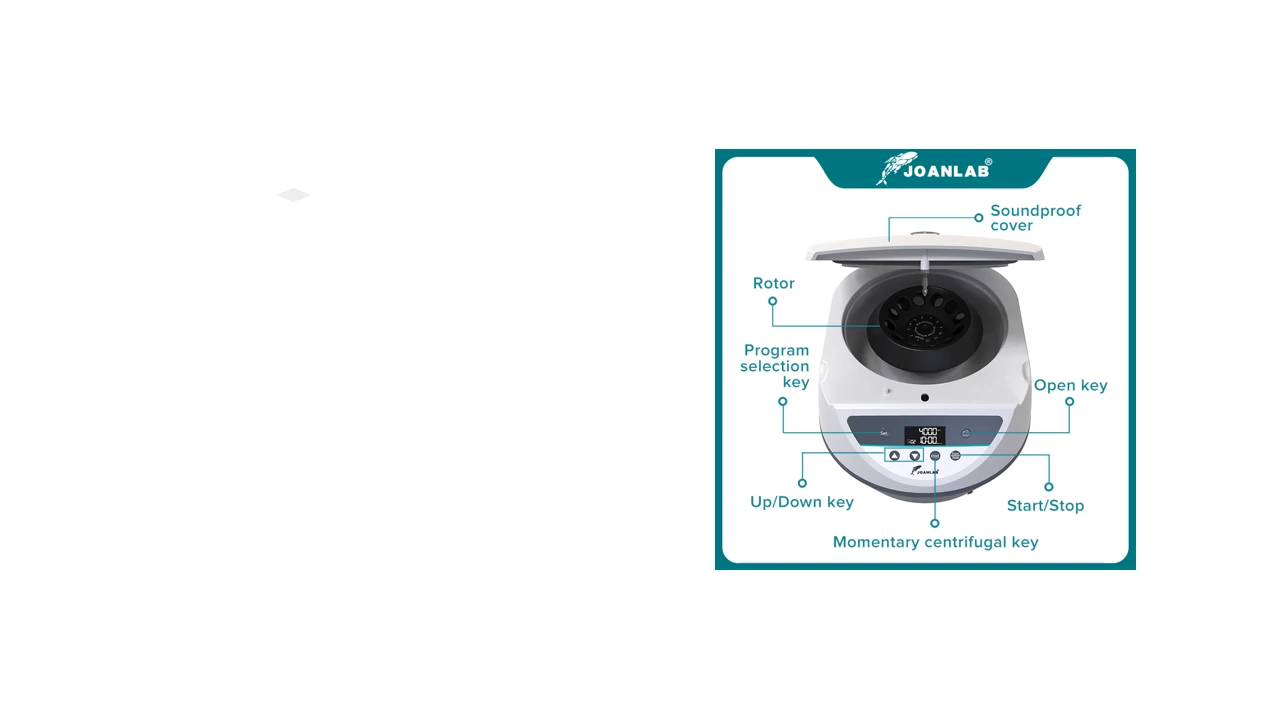 JOANLAB®
Soundproof
cover
Rotor
Program
selection
key
Open key
Set
4000
10:00
JOANLAB
Up/Down key
Start/Stop
Momentary centrifugal key